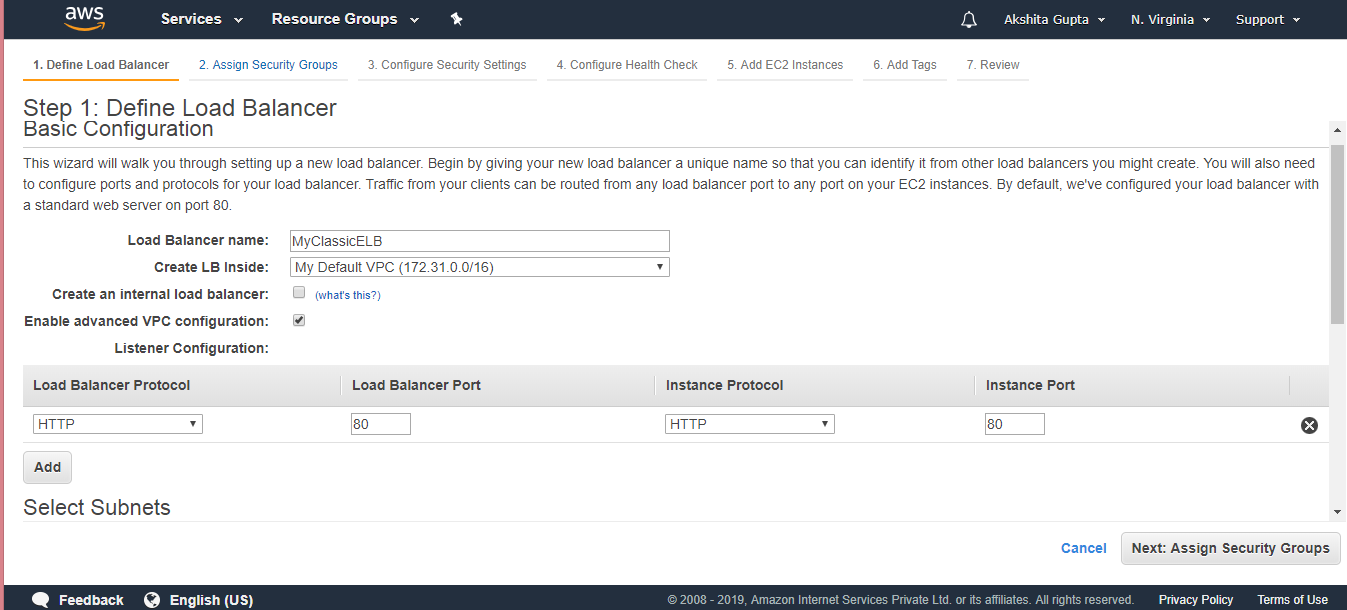 aws Services Resource Groups Akshita Gupta N. Virginia Support
1. Define Load Balancer 2. Assign Security Groups 3. Configure Security Settings 4. Configure Health Check 5. Add EC2 Instances 6. Add Tags 7. Review
Step 1: Define Load Balancer
Basic Configuration
This wizard will walk you through setting up a new load balancer. Begin by giving your new load balancer a unique name so that you can identify it from other load balancers you might create. You will also need
to configure ports and protocols for your load balancer. Traffic from your clients can be routed from any load balancer port to any port on your EC2 instances. By default, we've configured your load balancer with
a standard web server on port 80.
Load Balancer name: MyClassicELB
Create LB Inside: My Default VPC (172.31.0.0/16)
Create an internal load balancer: (what's this?)
Enable advanced VPC configuration:
Listener Configuration:
Load Balancer Protocol Load Balancer Port Instance Protocol Instance Port
HTTP 80 HTTP 80
Add
Select Subnets
Cancel Next: Assign Security Groups
Feedback English (US) © 2008 - 2019, Amazon Internet Services Private Ltd. or its affiliates. All rights reserved. Privacy Policy Terms of Use